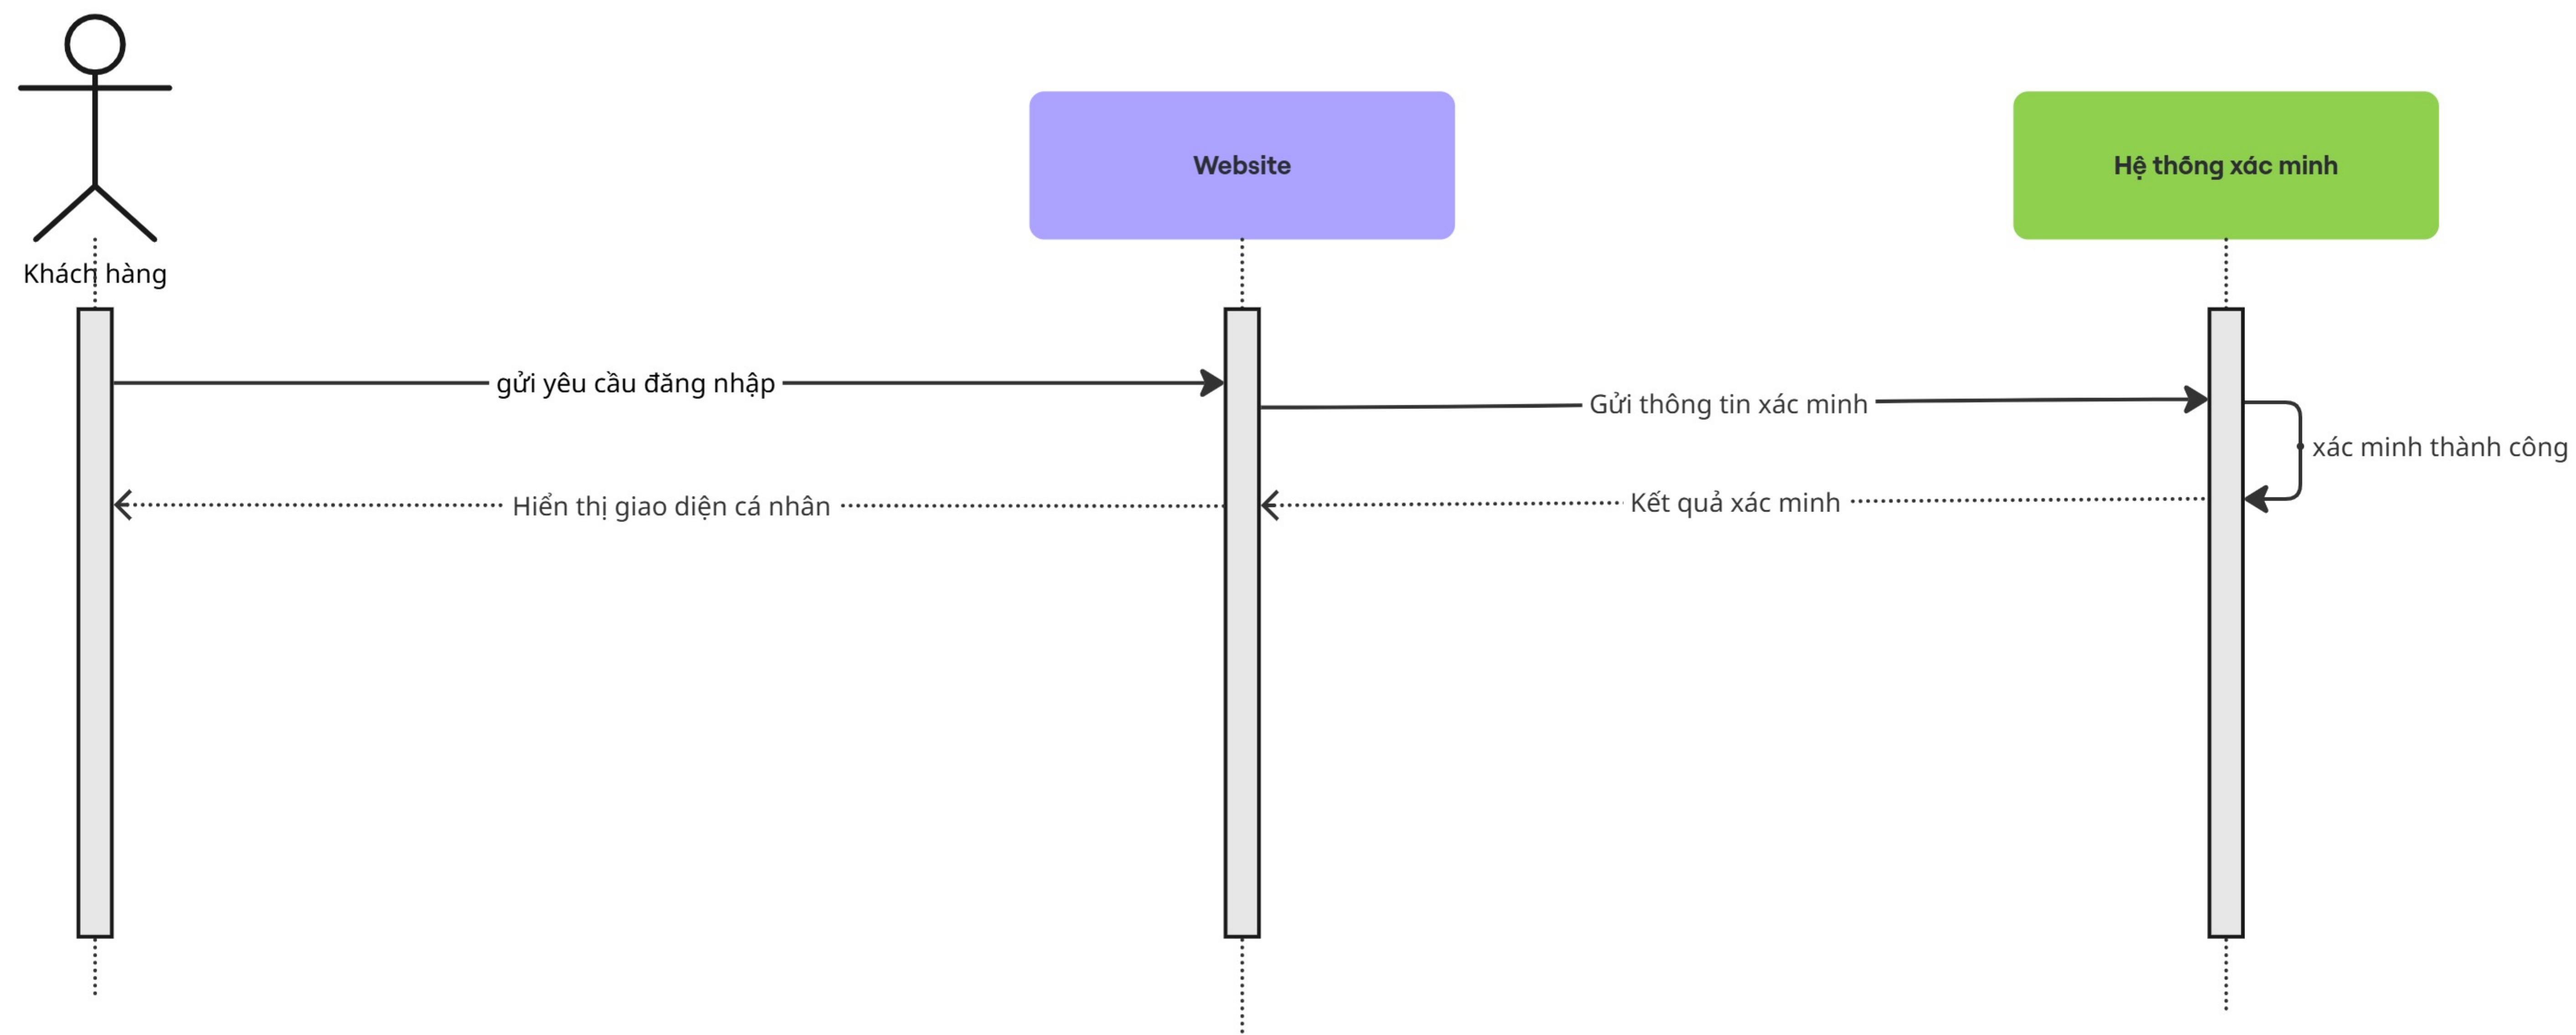 Website
Hệ thống xác minh
Khách hàng
gửi yêu cầu đăng nhập
Gửi thông tin xác minh
xác minh thành công
Hiển thị giao diện cá nhân
Kết quả xác minh